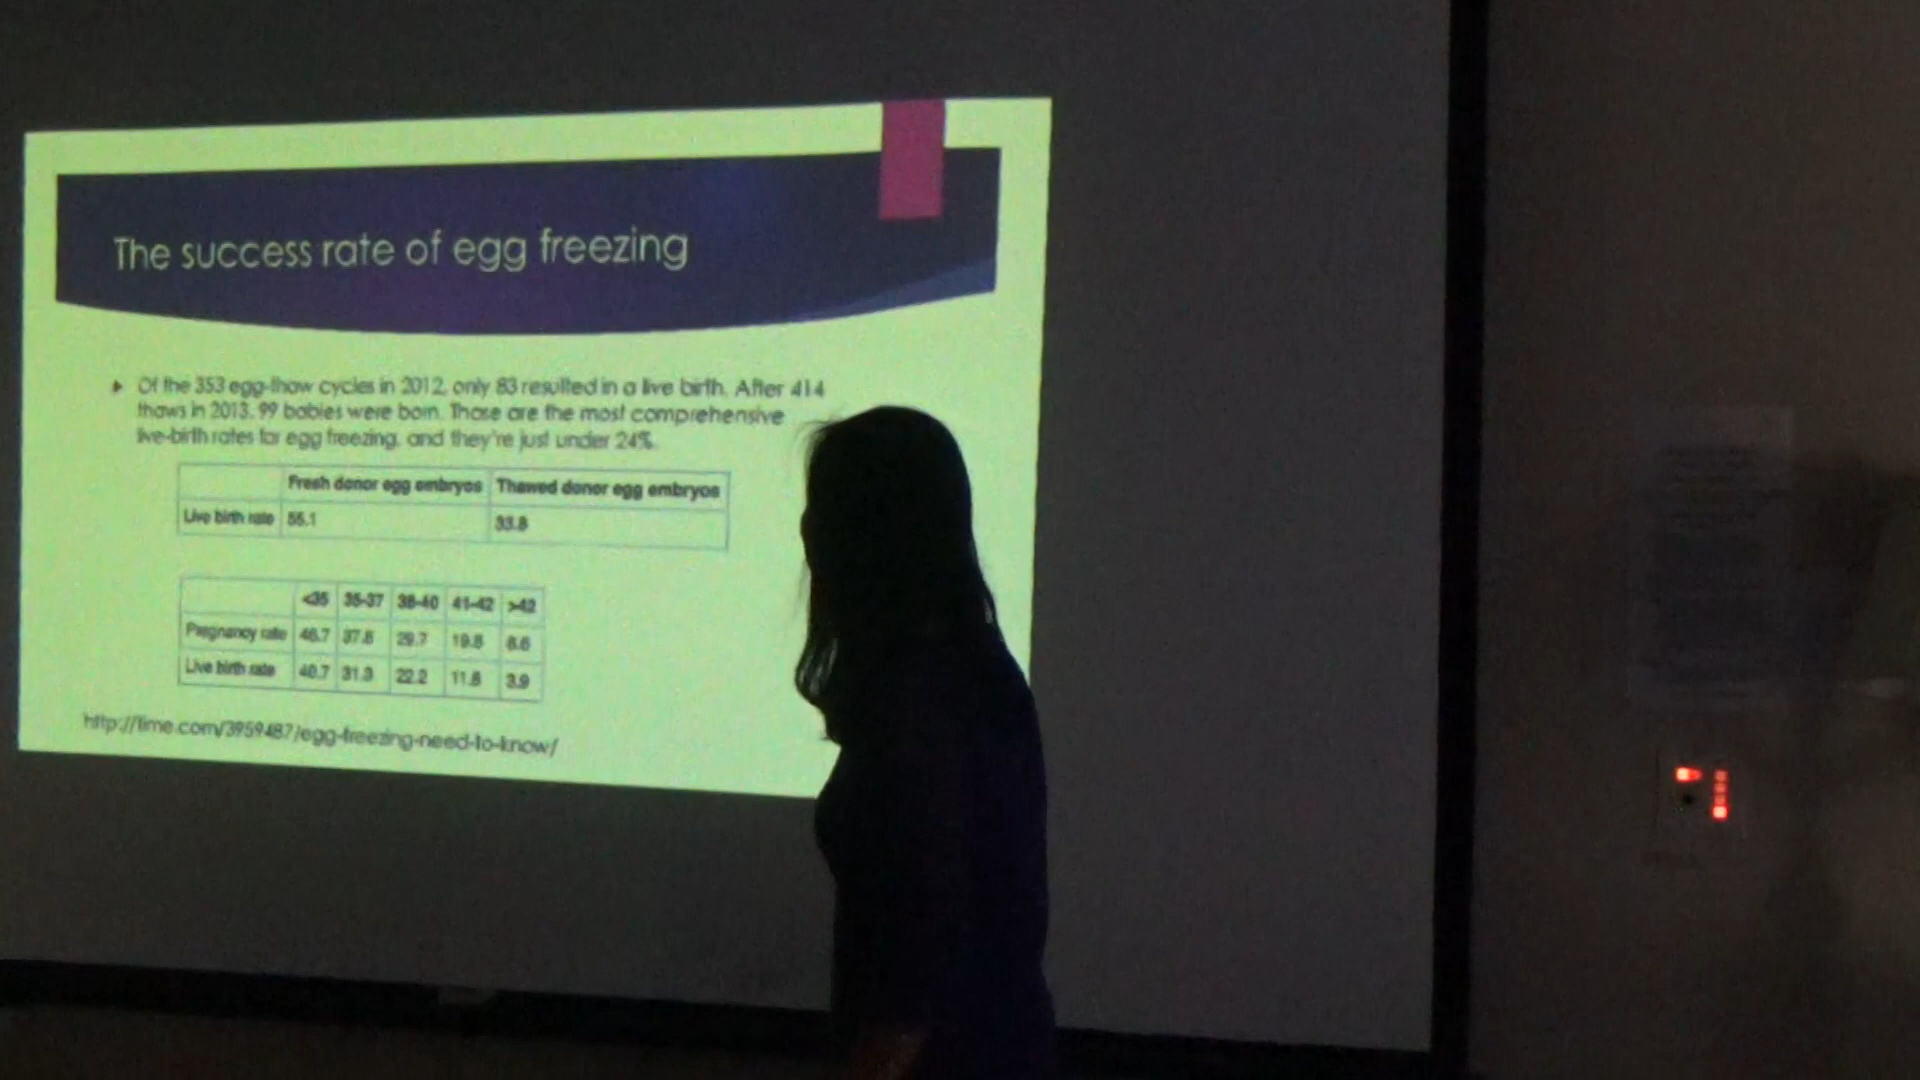 The success rate of egg freezing
Of the 353 egg-thaw cycles in 2012, only 83 resulted in a live birth. After 414
thaws in 2013, 99 babies were born. Those are the most comprehensive
live-birth rates for egg freezing, and they're just under 24%.
Fresh donor egg embryos Thawed donor egg embryos
Live birth rate 55.1 33.8
<35 35-37 38-40 41-42 >42
Pregnancy rate 46.7 37.8 29.7 19.8 8.6
Live birth rate 40.7 31.3 22.2 11.8 3.9
http://time.com/3959487/egg-freezing-need-to-know/